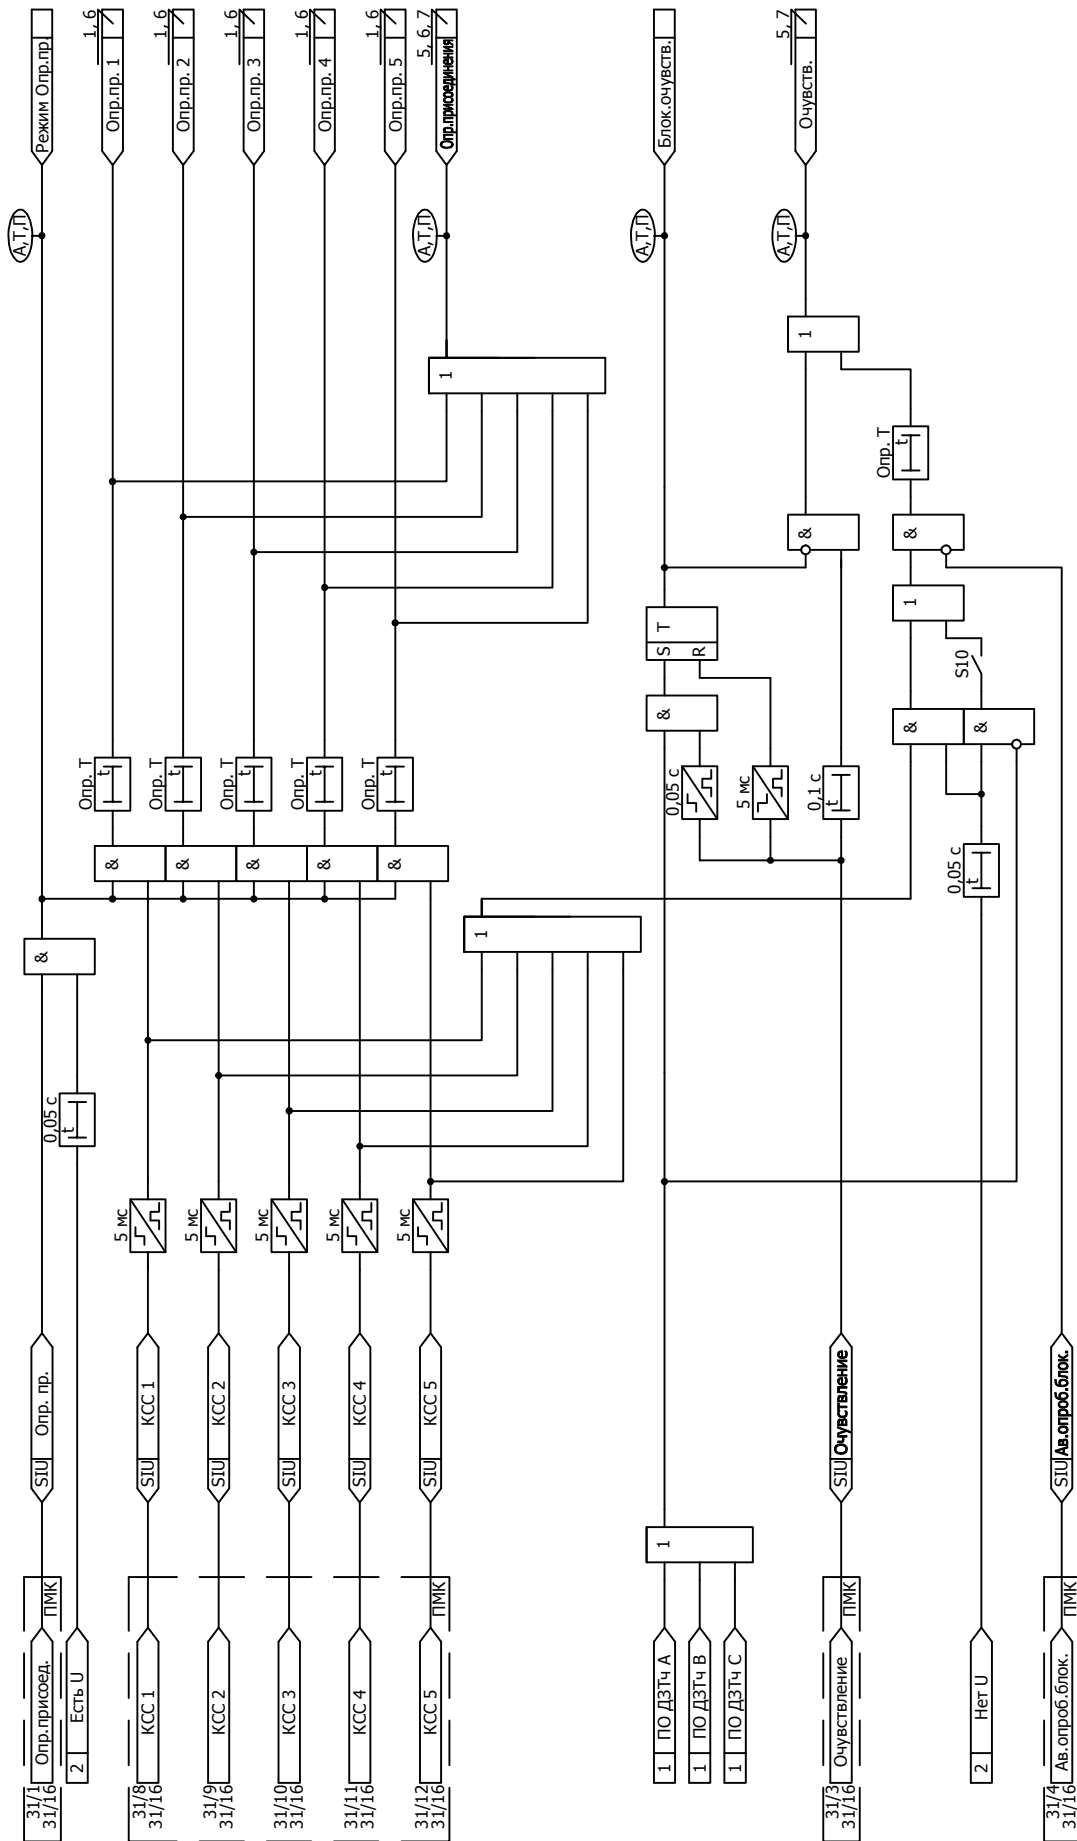 Режим Опр.пр.
1, 6
Опр.пр. 1
1, 6
Опр.пр. 2
1, 6
Опр.пр. 3
1, 6
Опр.пр. 4
1, 6
Опр.пр. 5
5, 6, 7
Опр.присоединения
Блок.очувств.
5, 7
Очувств.
А,Т,П
А,Т,П
А,Т,П
А,Т,П
1
1
Опр. Т
t
&
&
1
S10
T
S
R
&
&
&
Опр. Т
t
Опр. Т
t
Опр. Т
t
Опр. Т
t
Опр. Т
t
0,05 с
5 мс
0,1 с
t
0,05 с
t
&
&
&
&
&
&
1
0,05 с
t
5 мс
5 мс
5 мс
5 мс
5 мс
SIU
Опр. пр.
SIU
КСС 1
SIU
КСС 2
SIU
КСС 3
SIU
КСС 4
SIU
КСС 5
SIU
Очувствление
SIU
Ав.опроб.блок.
1
ПМК
ПМК
ПМК
ПМК
Опр.присоед.
31/1
31/16
2
Есть U
КСС 1
31/8
31/16
КСС 2
31/9
31/16
КСС 3
31/10
31/16
КСС 4
31/11
31/16
КСС 5
31/12
31/16
1
ПО ДЗТч А
1
ПО ДЗТч В
1
ПО ДЗТч С
Очувствление
31/3
31/16
2
Нет U
Ав.опроб.блок.
31/4
31/16